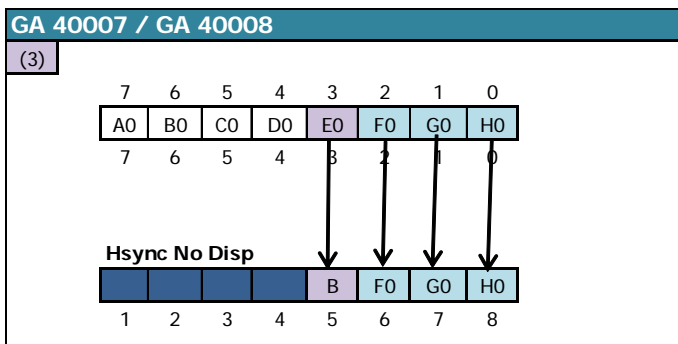 GA 40007 / GA 40008
(3)
7 6 5 4 3 2 1 0
A0 B0 C0 D0 E0 F0 G0 H0
7 6 5 4 3 2 1 0
Hsync No Disp
B F0 G0 H0
1 2 3 4 5 6 7 8